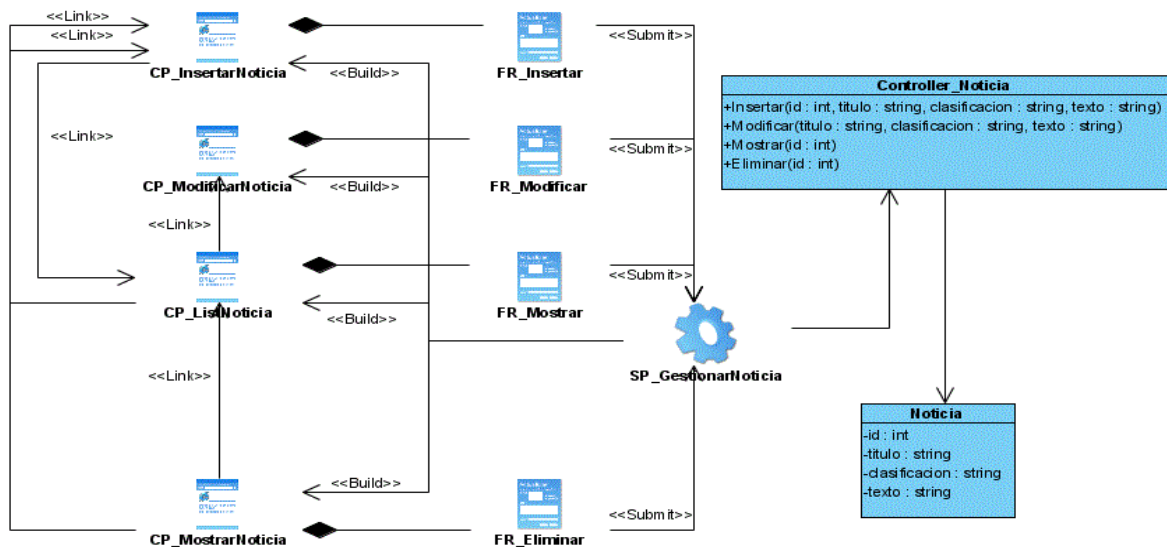 <<Link>>
<<Link>>
CP_InsertarNoticia
<<Build>>
FR_Insertar
<<Submit>>
Controller_Noticia
+Insertar(id : int, titulo : string, clasificacion : string, texto : string)
+Modificar(titulo : string, clasificacion : string, texto : string)
+Mostrar(id : int)
+Eliminar(id : int)
<<Link>>
CP_ModificarNoticia
<<Build>>
FR_Modificar
<<Submit>>
<<Link>>
CP_ListNoticia
<<Build>>
FR_Mostrar
<<Submit>>
SP_GestionarNoticia
<<Link>>
Noticia
-id : int
-titulo : string
-clasificacion : string
-texto : string
<<Build>>
CP_MostrarNoticia
FR_Eliminar
<<Submit>>